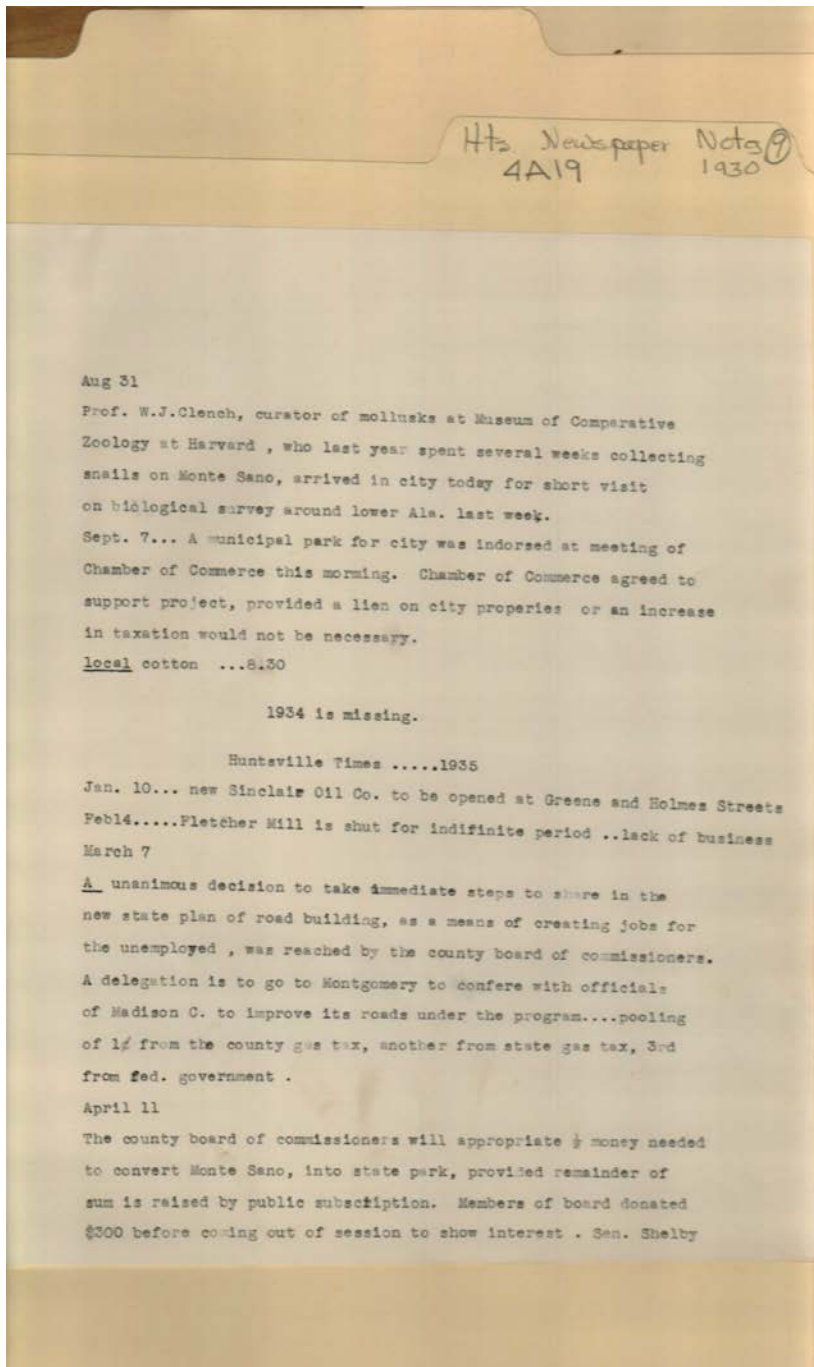 Hts. Newspaper Notes 9
4A19 1930
Aug 31
Prof. W.J.Clench, curator of mollusks at Museum of Comparative
Zoology at Harvard , who last year spent several weeks collecting
snails on Monte Sano, arrived in city today for short visit
on biological survey around lower Ala. last week.
Sept. 7... A municipal park for city was indorsed at meeting of
Chamber of Commerce this morming. Chamber of Commerce agreed to
support project, provided a lien on city properies or an increase
in taxation would not be necessary.
local cotton ...8.30
1934 is missing.
Huntsville Times .....1935
Jan. 10... new Sinclair Oil Co. to be opened at Greene and Holmes Streets
Feb14.....Fletcher Mill is shut for indifinite period ..lack of business
March 7
A unanimous decision to take immediate steps to share in the
new state plan of road building, as a means of creating jobs for
the unemployed , was reached by the county board of commissioners.
A delegation is to go to Montgomery to confere with officials
of Madison C. to improve its roads under the program....pooling
of 1¢ from the county gas tax, another from state gas tax, 3rd
from fed. government .
April 11
The county board of commissioners will appropriate ½ money needed
to convert Monte Sano, into state park, provided remainder of
sum is raised by public subscription. Members of board donated
$300 before coming out of session to show interest . Sen. Shelby